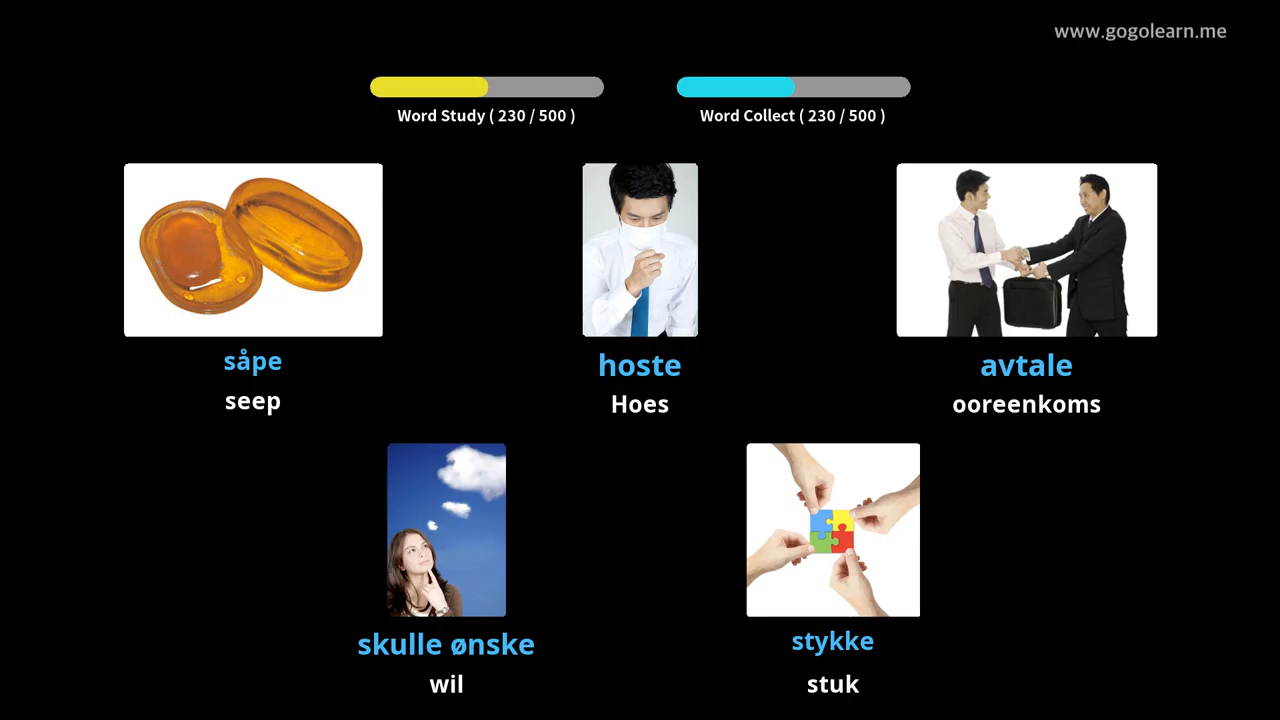 www.gogolearn.me
Word Study ( 230 / 500 )
Word Collect ( 230 / 500 )
såpe
seep
hoste
Hoes
avtale
ooreenkoms
skulle ønske
wil
stykke
stuk